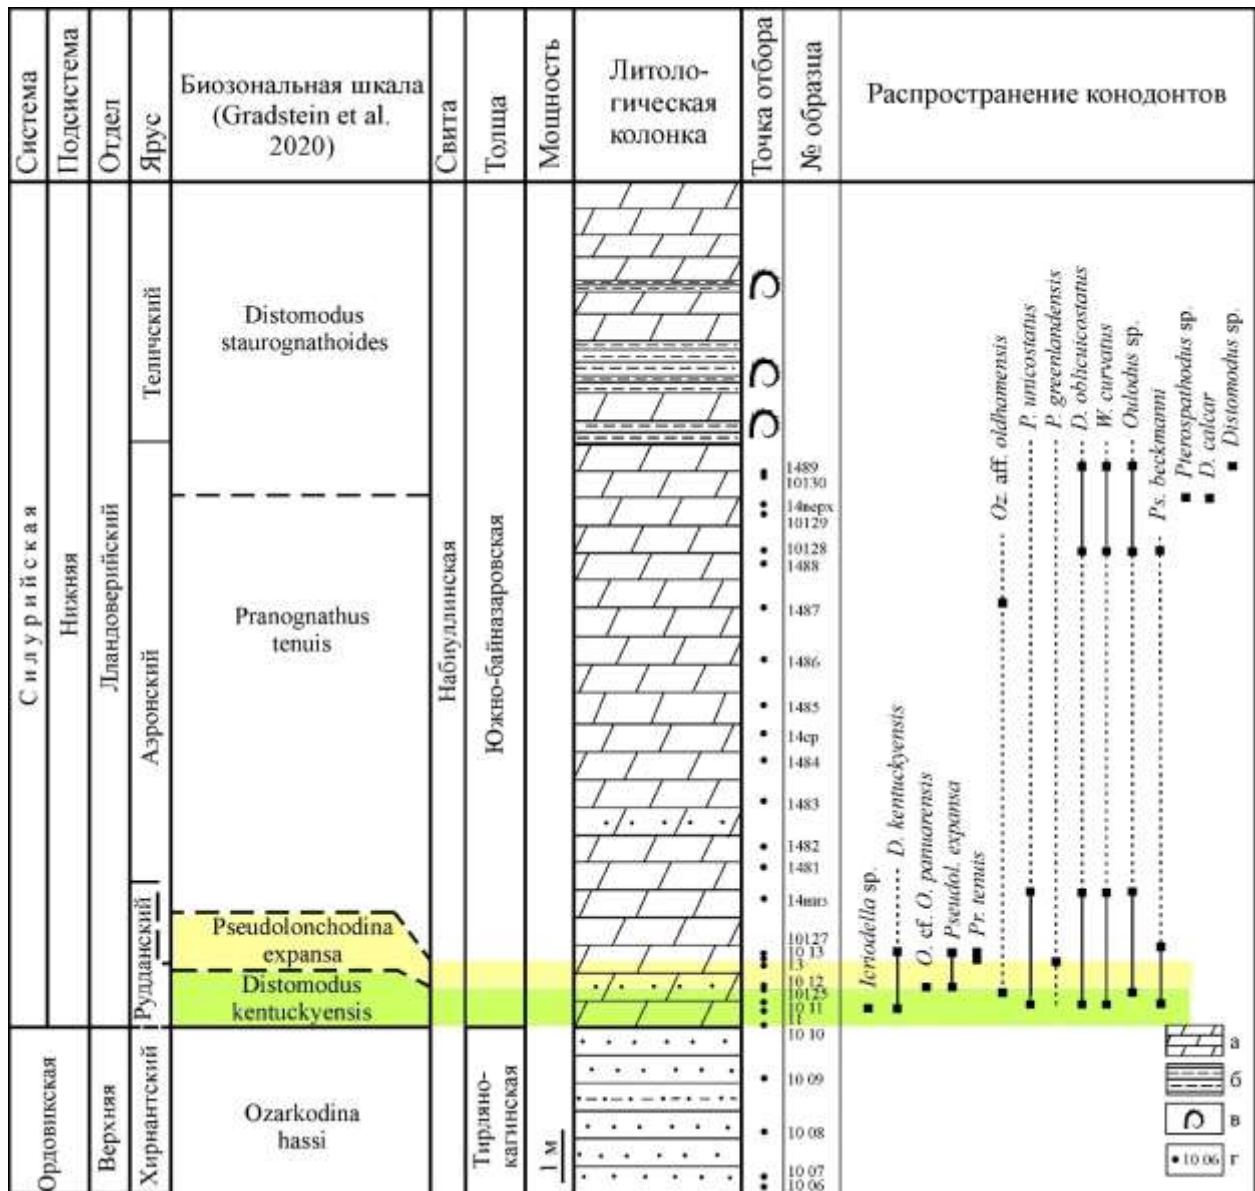 Система
Подсистема
Отдел
Ярус
Биозональная шкала
(Gradstein et al.
2020)
Свита
Толща
Мощность
Литоло-
гическая
колонка
Точка отбора
№ образца
Распространение конодонтов
Силурийская
Нижняя
Лландоверийский
Теличский
Аэронский
Рудданский
Distomodus
staurognathoides
Pranognathus
tenuis
Pseudolonchodina
expansa
Distomodus
kentuckyensis
Набиуллинская
Южно-байназаровская
Ордовикская
Верхняя
Хирнантский
Ozarkodina
hassi
Тирляно-
кагинская
1 м
1489
10130
14верх
10129
10128
1488
1487
1486
1485
14ср
1484
1483
1482
1481
14низ
10127
10 13
13
10 12
10125
10 11
11
10 10
10 09
10 08
10 07
10 06
Icriodella sp.
D. kentuckyensis
O. cf. O. panuarensis
Pseudol. expansa
Pr. tenuis
Oz. aff. oldhamensis
P. unicostatus
P. greenlandensis
D. oblicuicostatus
W. curvatus
Oulodus sp.
Ps. beckmanni
Pterospathodus sp.
D. calcar
Distomodus sp.
а
б
в
10 06 г